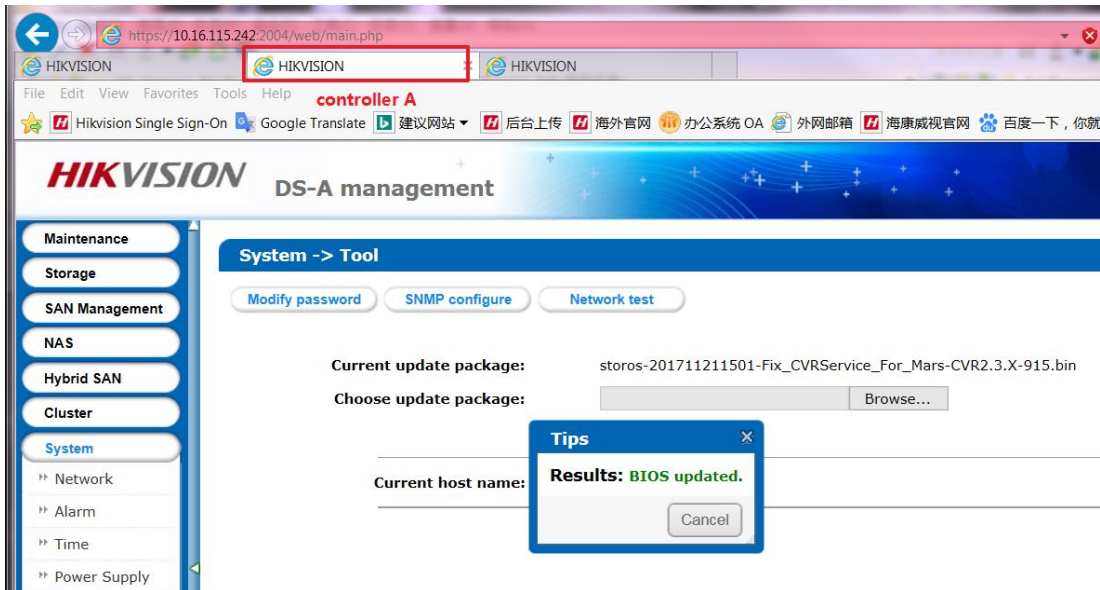 https://10.16.115.242:2004/web/main.php
HIKVISION HIKVISION HIKVISION
File Edit View Favorites Tools Help
controller A
Hikvision Single Sign-On Google Translate 建议网站 后台上传 海外官网 办公系统 OA 外网邮箱 海康威视官网 百度一下，你就
HIKVISION DS-A management
Maintenance
System -> Tool
Storage
Modify password SNMP configure Network test
SAN Management
NAS
Current update package: storos-201711211501-Fix_CVRService_For_Mars-CVR2.3.X-915.bin
Hybrid SAN
Choose update package: Browse...
Cluster
Tips
System
Results: BIOS updated.
Network
Current host name:
Alarm
Cancel
Time
Power Supply